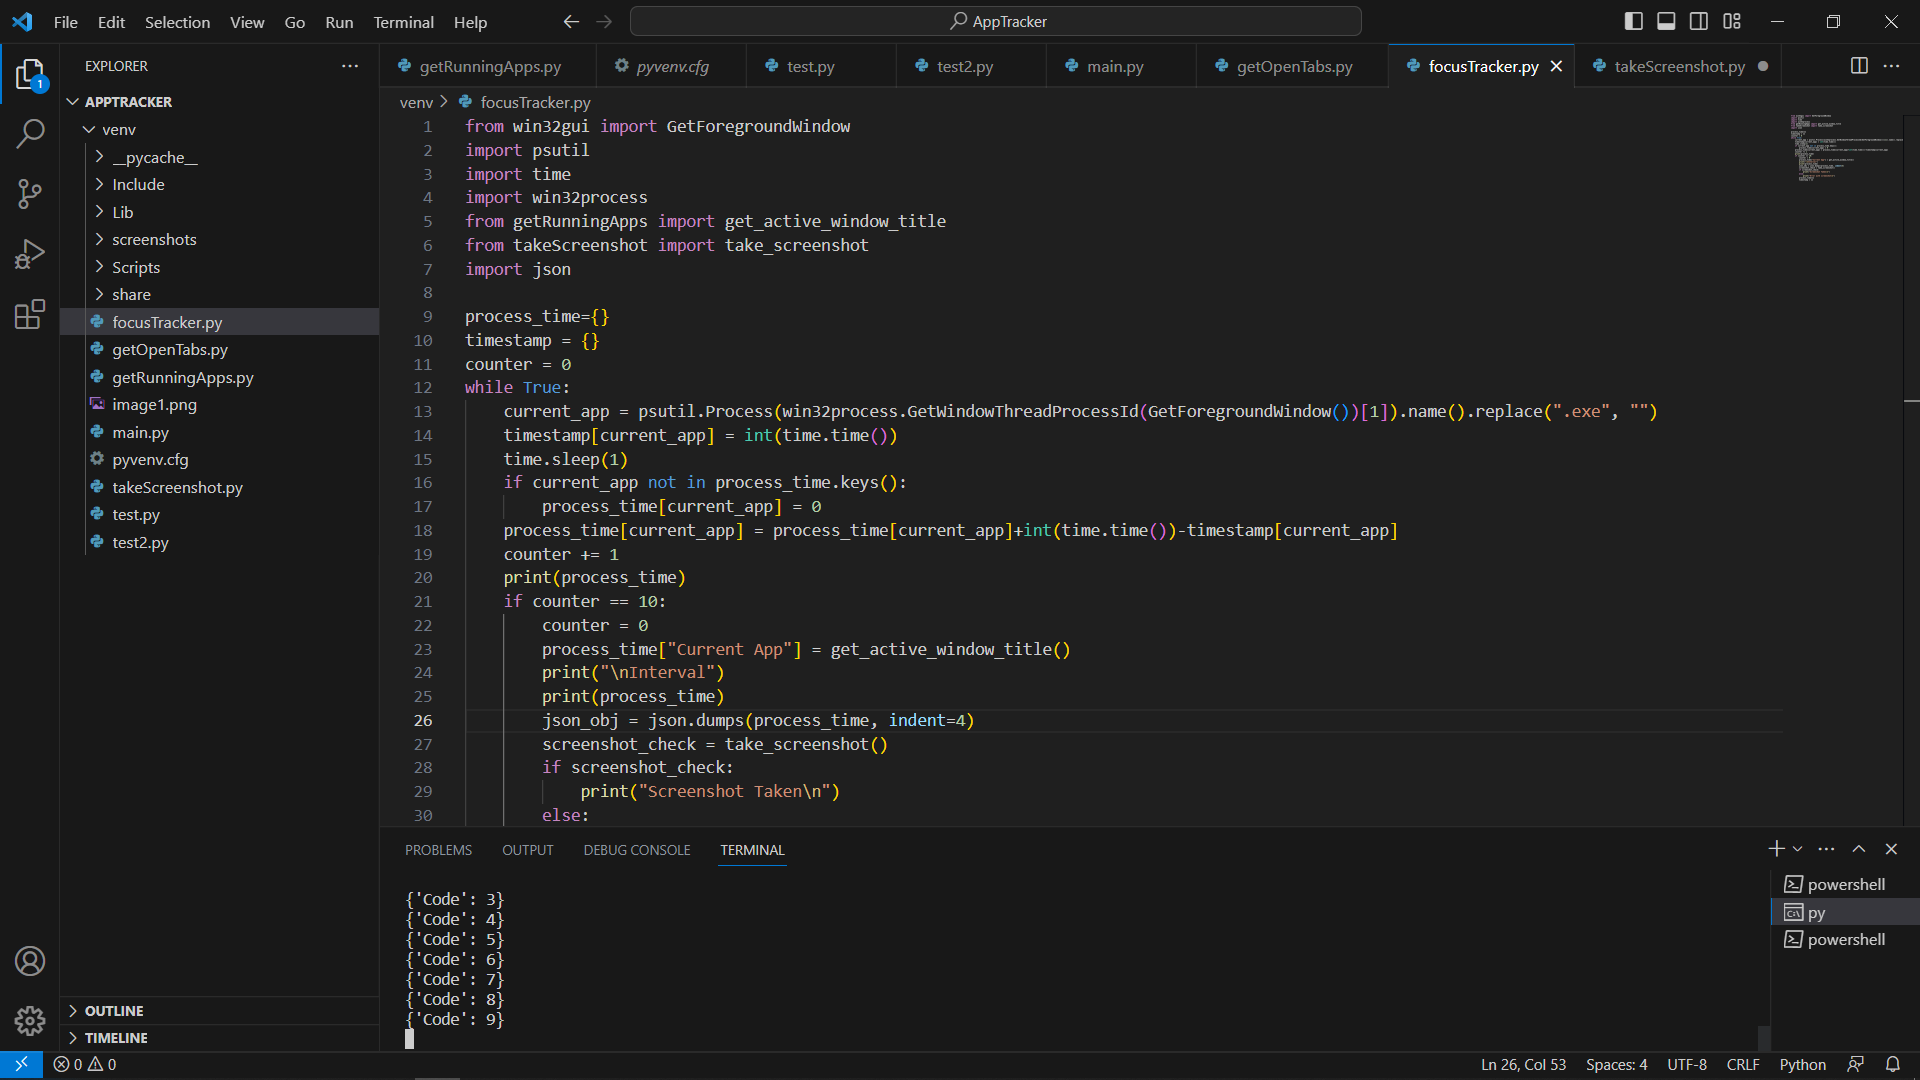 File Edit Selection View Go Run Terminal Help
AppTracker
EXPLORER
APPTRACKER
venv
__pycache__
Include
Lib
screenshots
Scripts
share
focusTracker.py
getOpenTabs.py
getRunningApps.py
image1.png
main.py
pyvenv.cfg
takeScreenshot.py
test.py
test2.py
OUTLINE
TIMELINE
getRunningApps.py pyvenv.cfg test.py test2.py main.py getOpenTabs.py focusTracker.py takeScreenshot.py
venv > focusTracker.py
1 from win32gui import GetForegroundWindow
2 import psutil
3 import time
4 import win32process
5 from getRunningApps import get_active_window_title
6 from takeScreenshot import take_screenshot
7 import json
8
9 process_time={}
10 timestamp = {}
11 counter = 0
12 while True:
13 current_app = psutil.Process(win32process.GetWindowThreadProcessId(GetForegroundWindow())[1]).name().replace(".exe", "")
14 timestamp[current_app] = int(time.time())
15 time.sleep(1)
16 if current_app not in process_time.keys():
17 process_time[current_app] = 0
18 process_time[current_app] = process_time[current_app]+int(time.time())-timestamp[current_app]
19 counter += 1
20 print(process_time)
21 if counter == 10:
22 counter = 0
23 process_time["Current App"] = get_active_window_title()
24 print("\nInterval")
25 print(process_time)
26 json_obj = json.dumps(process_time, indent=4)
27 screenshot_check = take_screenshot()
28 if screenshot_check:
29 print("Screenshot Taken\n")
30 else:
PROBLEMS OUTPUT DEBUG CONSOLE TERMINAL
{'Code': 3}
{'Code': 4}
{'Code': 5}
{'Code': 6}
{'Code': 7}
{'Code': 8}
{'Code': 9}
powershell
py
powershell
1
0 0
Ln 26, Col 53 Spaces: 4 UTF-8 CRLF Python